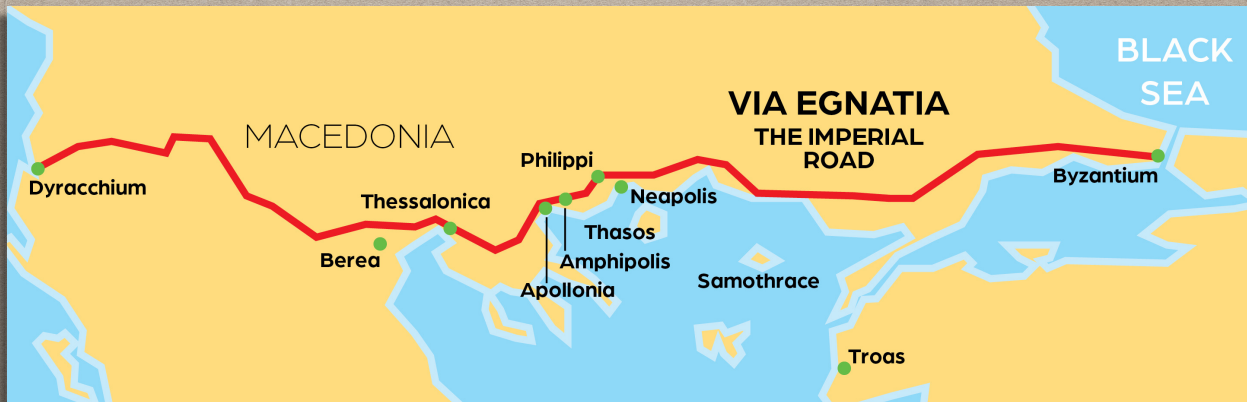 BLACK
SEA
VIA EGNATIA
THE IMPERIAL
ROAD
MACEDONIA
Dyracchium
Thessalonica
Berea
Philippi
Neapolis
Thasos
Amphipolis
Apollonia
Samothrace
Byzantium
Troas